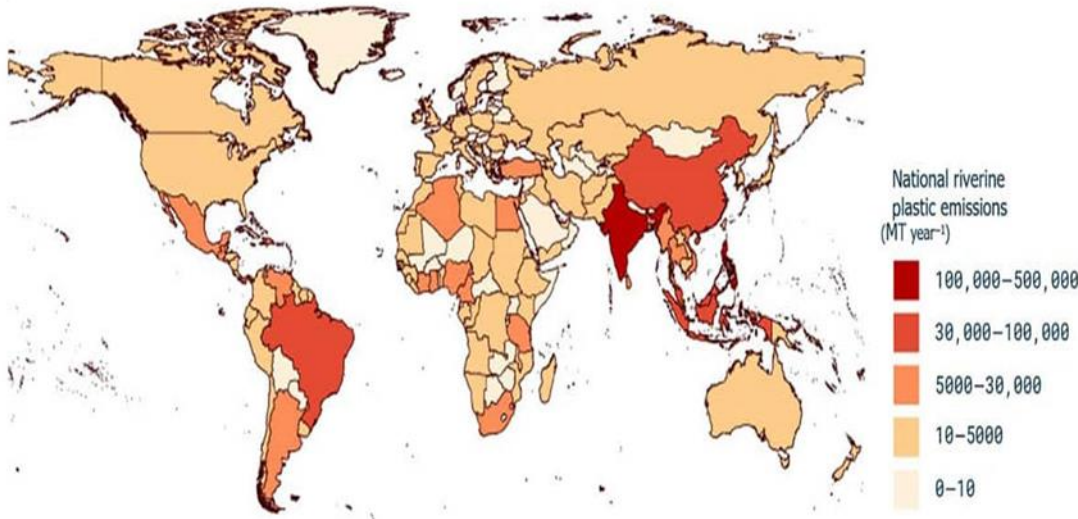 National riverine
plastic emissions
(MT year⁻¹)
100,000–500,000
30,000–100,000
5000–30,000
10–5000
0–10